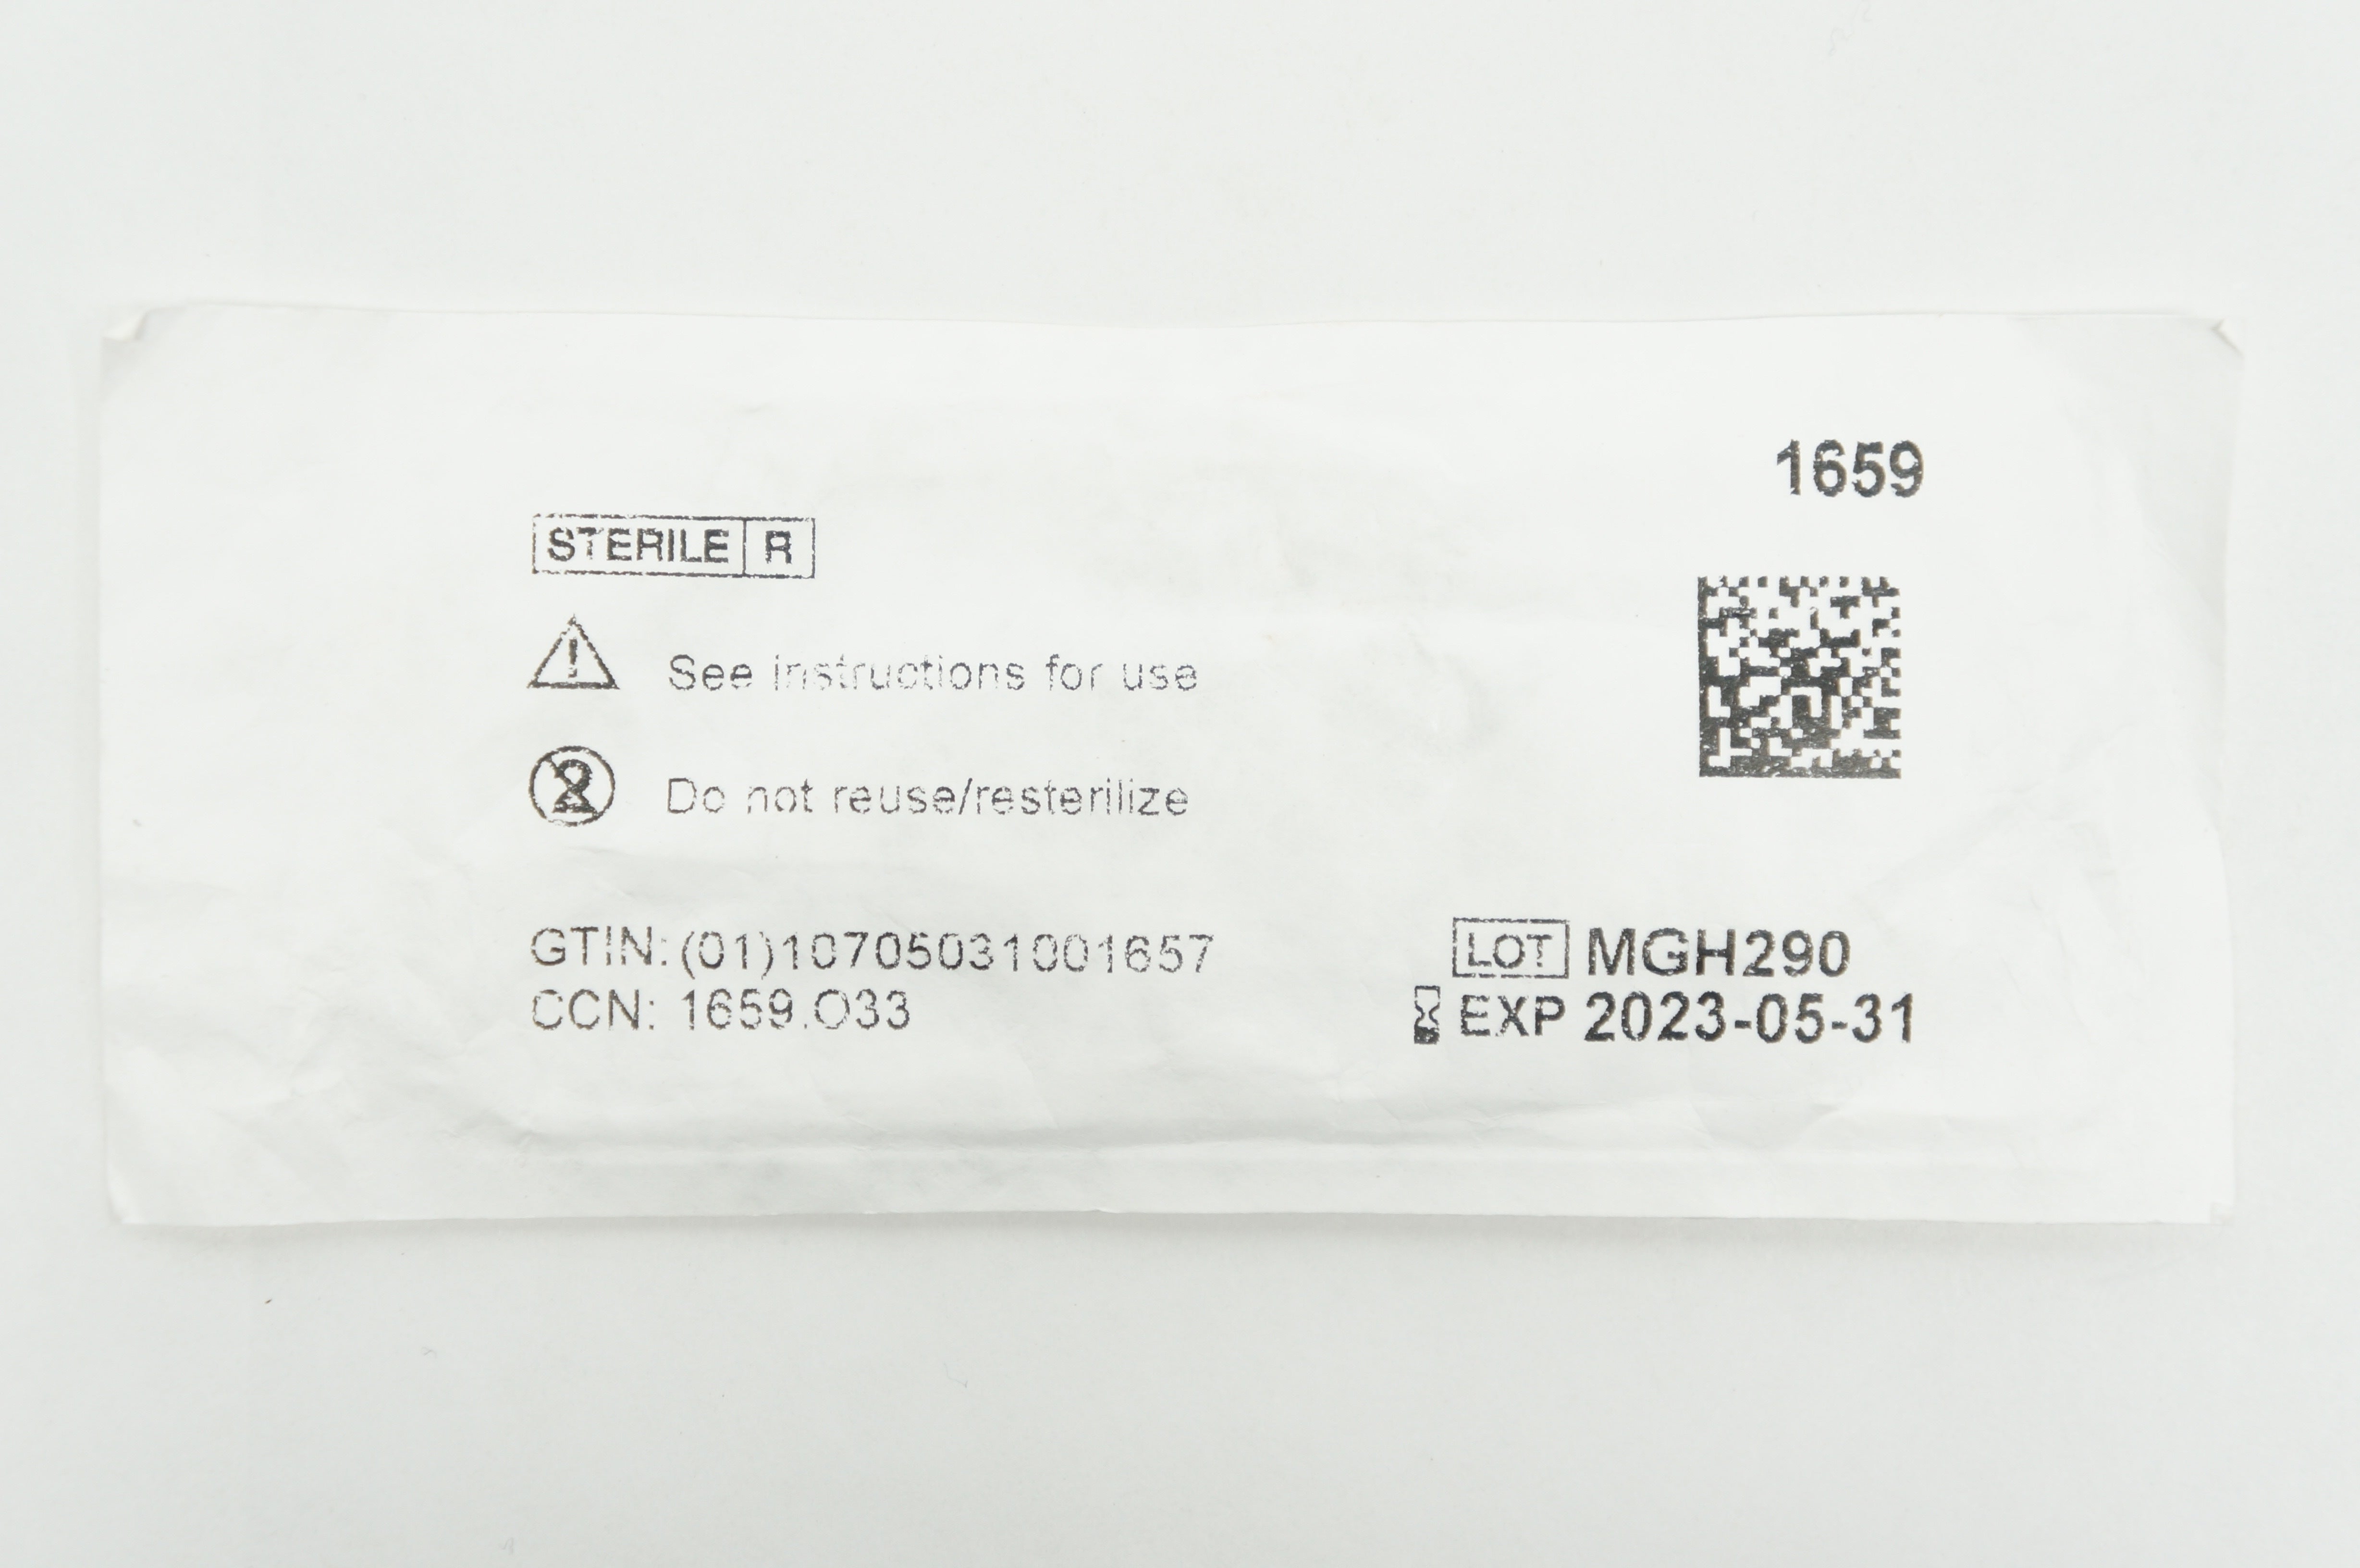 1659
STERILE R
See instructions for use
Do not reuse/resterilize
GTIN: (01)10705031001657
CCN: 1659.O33
LOT MGH290
EXP 2023-05-31